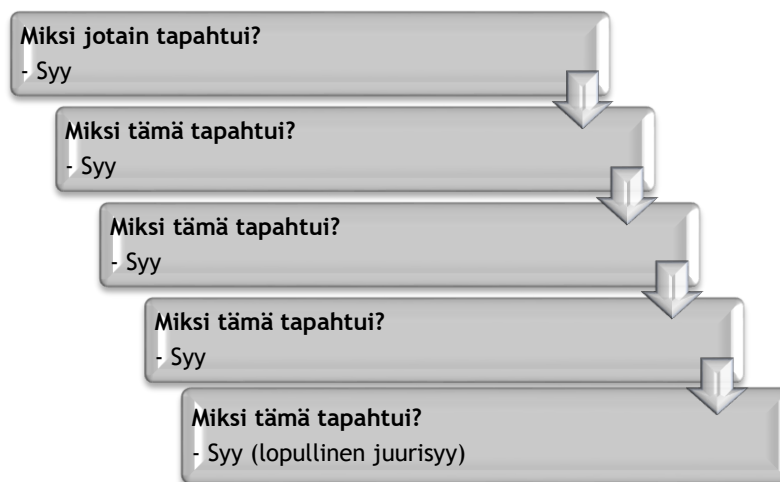 Miksi jotain tapahtui?
- Syy
Miksi tämä tapahtui?
- Syy
Miksi tämä tapahtui?
- Syy
Miksi tämä tapahtui?
- Syy
Miksi tämä tapahtui?
- Syy (lopullinen juurisyy)